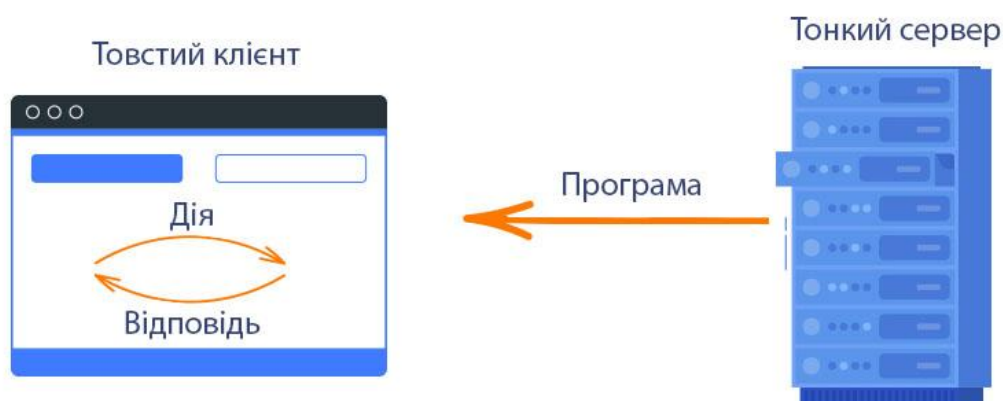 Товстий клієнт
Тонкий сервер
Програма
Дія
Відповідь